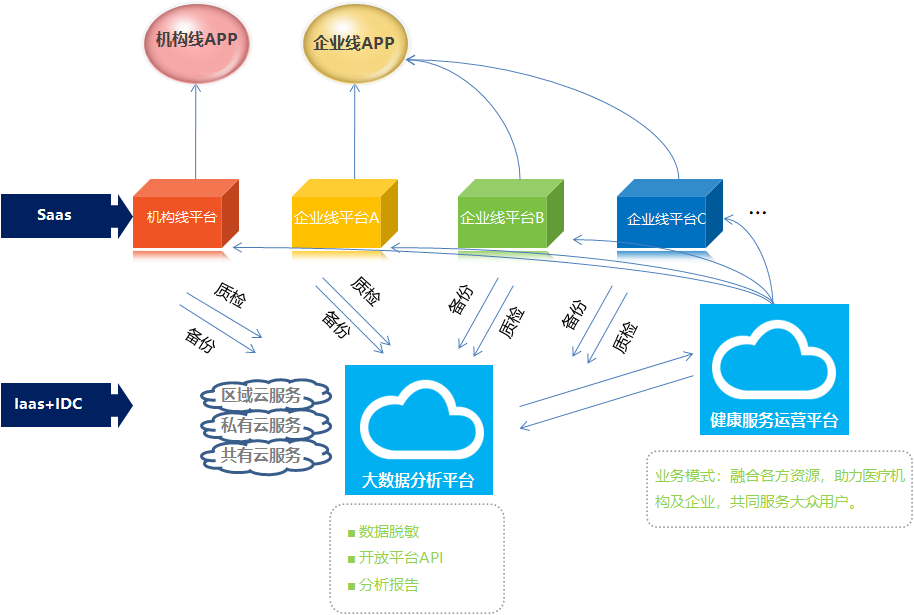 机构线APP
企业线APP
Saas
机构线平台
企业线平台A
企业线平台B
企业线平台C
...
质检
备份
质检
备份
备份
质检
备份
质检
Iaas+IDC
区域云服务
私有云服务
共有云服务
大数据分析平台
健康服务运营平台
业务模式：融合各方资源，助力医疗机
构及企业，共同服务大众用户。
数据脱敏
开放平台API
分析报告